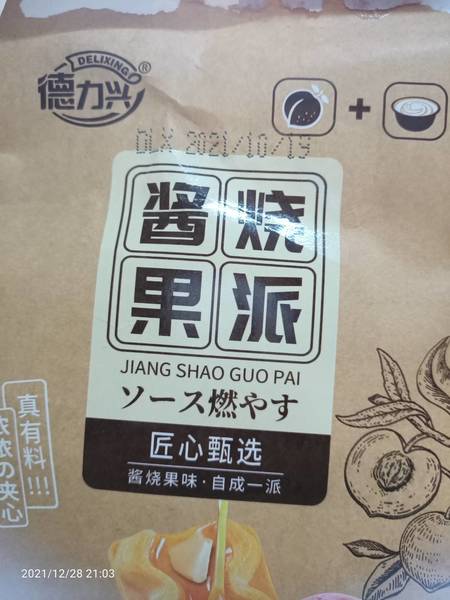 DELIXING®
德力兴
DLX 2021/10/19
酱烧
果派
JIANG SHAO GUO PAI
ソース燃やす
匠心甄选
酱烧果味·自成一派
真有料!!!
浓浓の夹心
2021/12/28 21:03